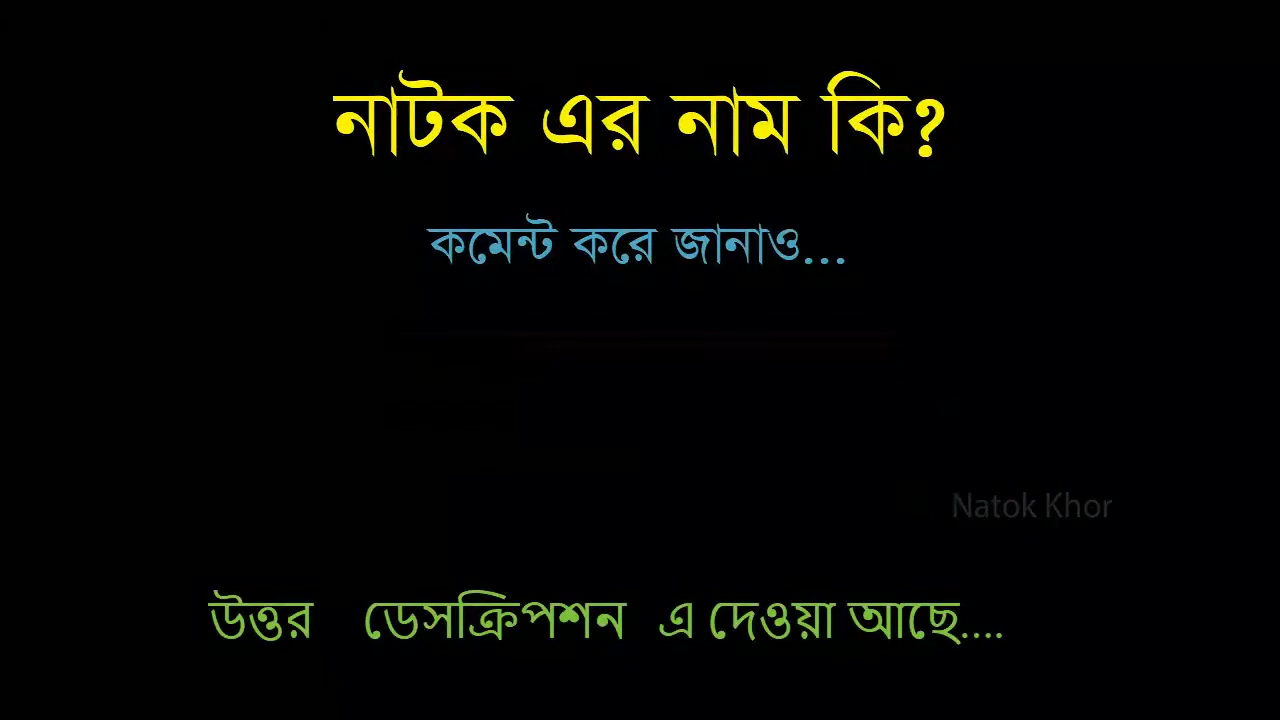 নাটক এর নাম কি?
কমেন্ট করে জানাও...
Natok Khor
উত্তর ডেসক্রিপশন এ দেওয়া আছে....